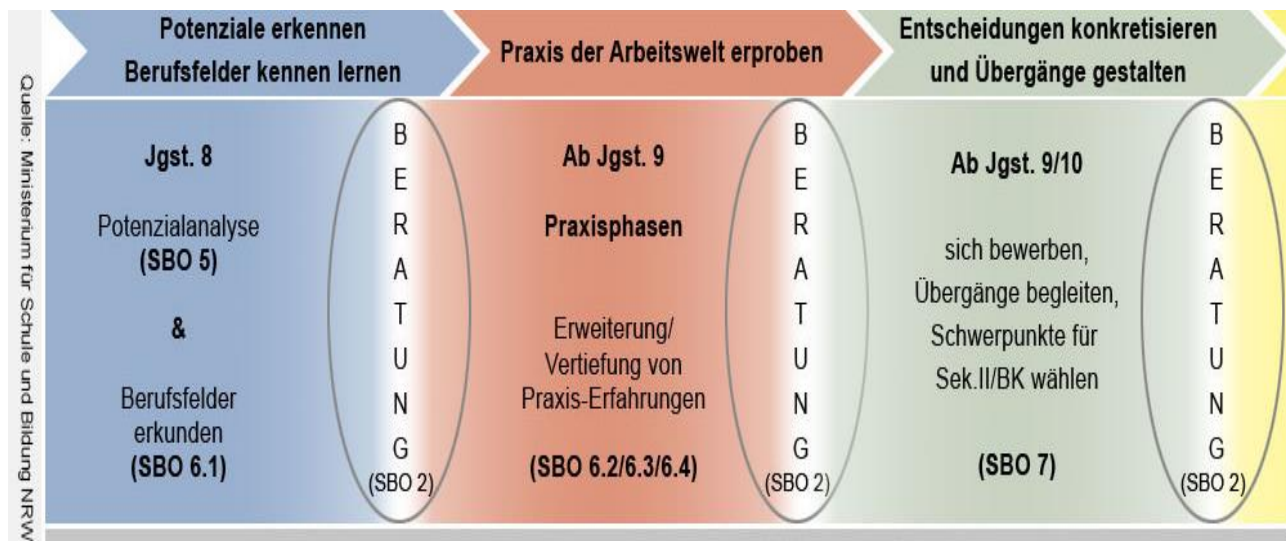 Quelle: Ministerium für Schule und Bildung NRW
Potenziale erkennen
Berufsfelder kennen lernen
Jgst. 8
Potenzialanalyse
(SBO 5)
&
Berufsfelder
erkunden
(SBO 6.1)
B
E
R
A
T
U
N
G
(SBO 2)
Praxis der Arbeitswelt erproben
Ab Jgst. 9
Praxisphasen
Erweiterung/
Vertiefung von
Praxis-Erfahrungen
(SBO 6.2/6.3/6.4)
B
E
R
A
T
U
N
G
(SBO 2)
Entscheidungen konkretisieren
und Übergänge gestalten
Ab Jgst. 9/10
sich bewerben,
Übergänge begleiten,
Schwerpunkte für
Sek.II/BK wählen
(SBO 7)
B
E
R
A
T
U
N
G
(SBO 2)